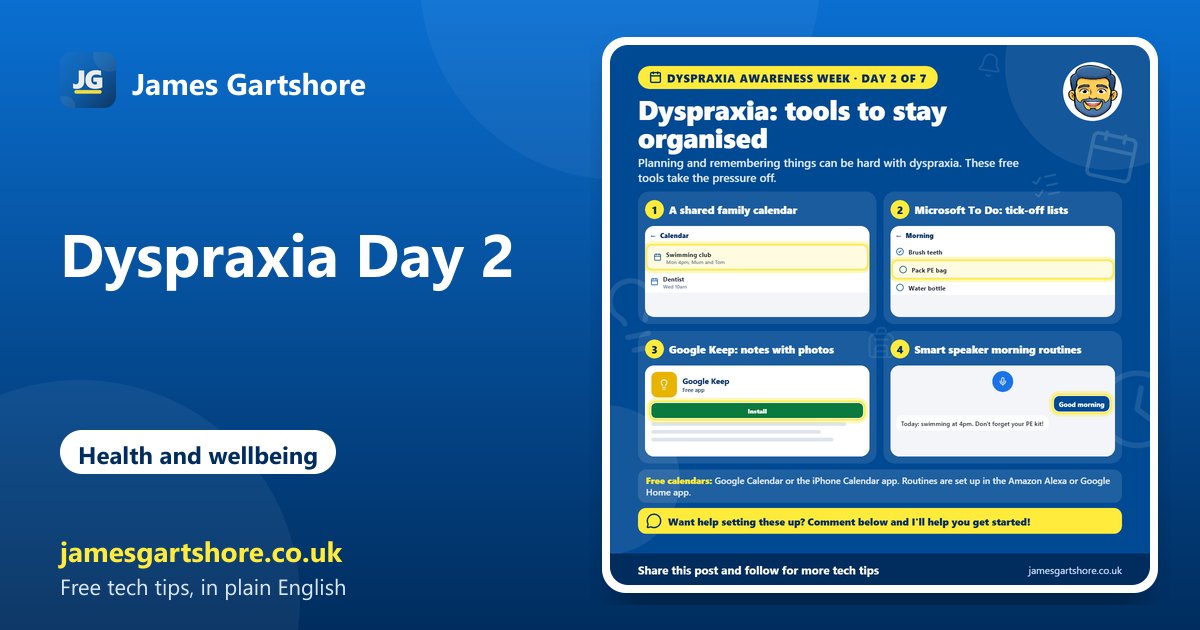 JG
James Gartshore
Dyspraxia Day 2
Health and wellbeing
jamesgartshore.co.uk
Free tech tips, in plain English
DYSPRAXIA AWARENESS WEEK · DAY 2 OF 7
Dyspraxia: tools to stay
organised
Planning and remembering things can be hard with dyspraxia. These free
tools take the pressure off.
1 A shared family calendar
← Calendar
Swimming club
Mon 4pm, Mum and Tom
Dentist
Wed 10am
2 Microsoft To Do: tick-off lists
← Morning
Brush teeth
Pack PE bag
Water bottle
3 Google Keep: notes with photos
Google Keep
Free app
Install
4 Smart speaker morning routines
Good morning
Today: swimming at 4pm. Don't forget your PE kit!
Free calendars: Google Calendar or the iPhone Calendar app. Routines are set up in the Amazon Alexa or Google
Home app.
Want help setting these up? Comment below and I'll help you get started!
Share this post and follow for more tech tips
jamesgartshore.co.uk